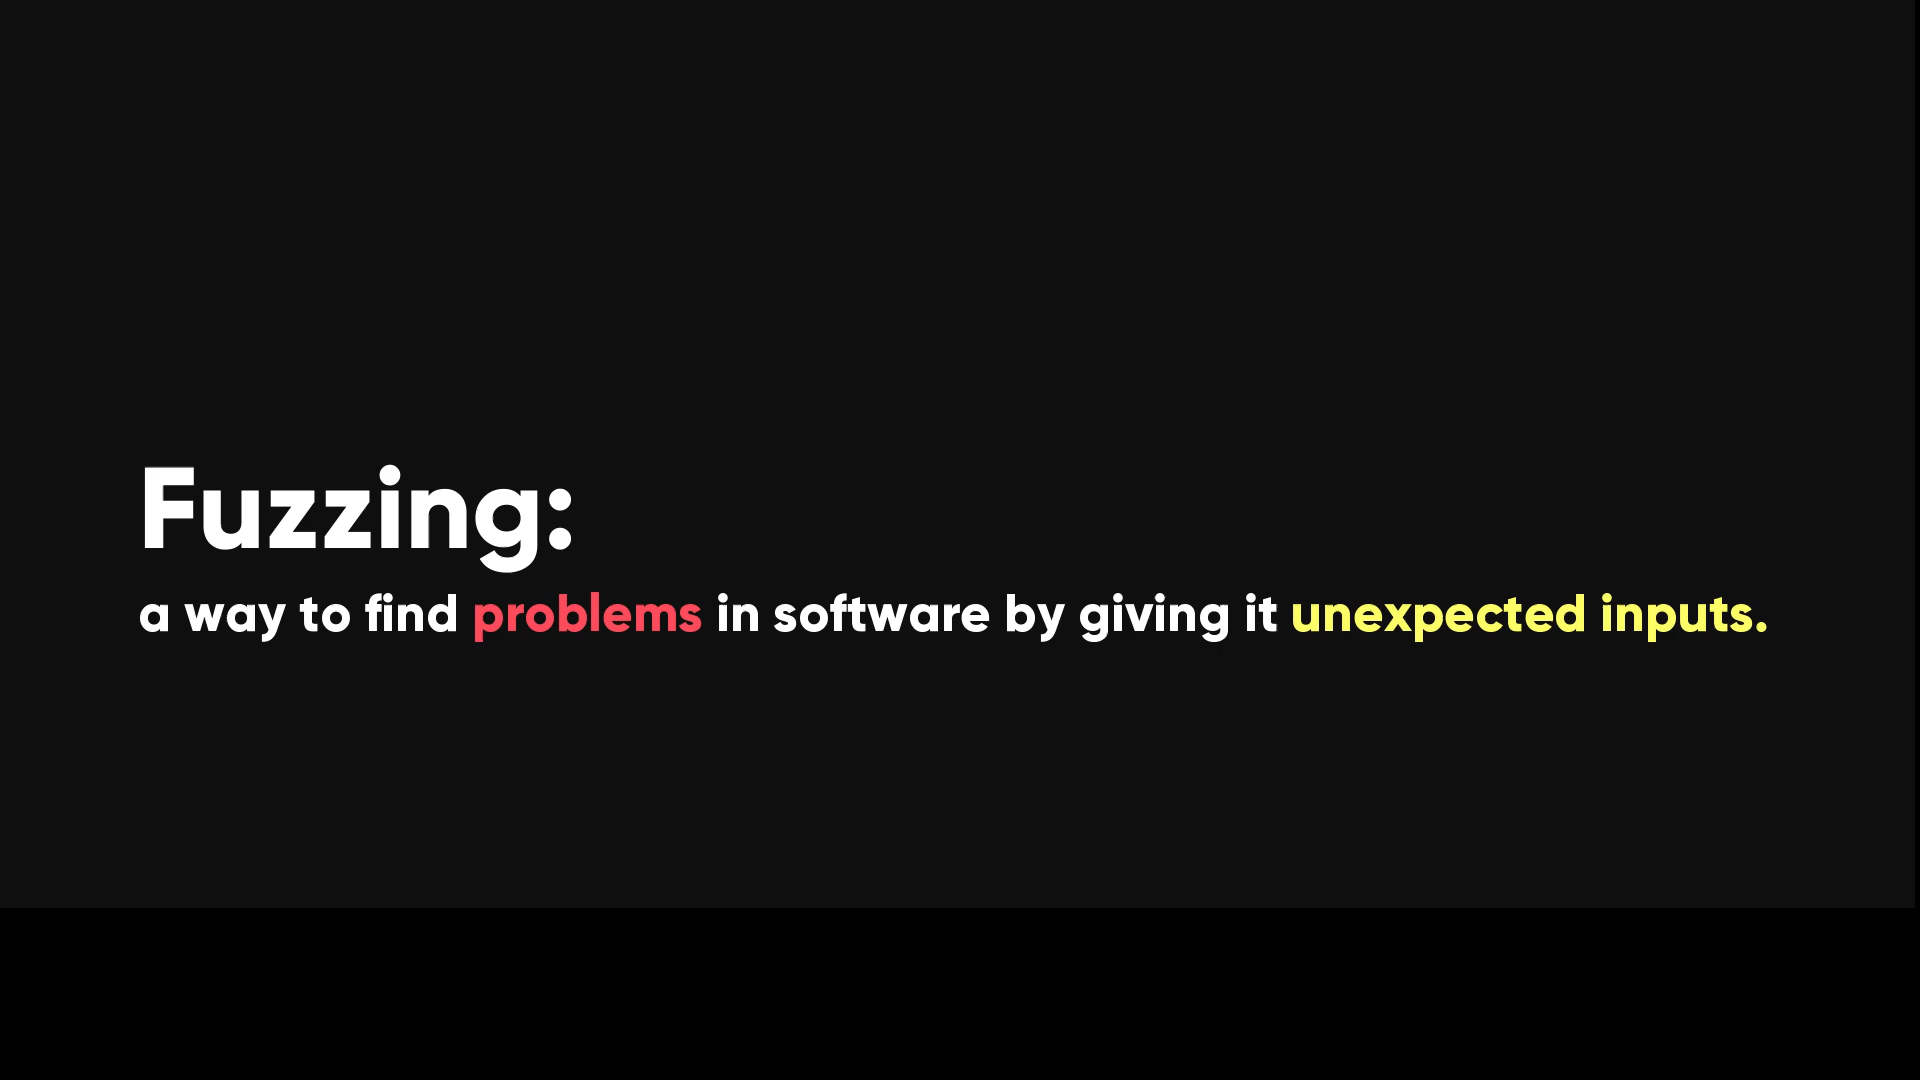 Fuzzing:
a way to find problems in software by giving it unexpected inputs.